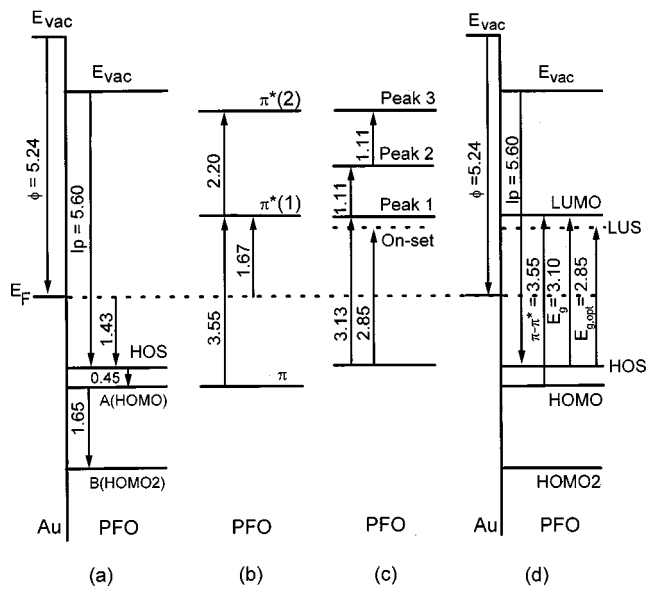 E_vac
E_vac
ϕ = 5.24
Ip = 5.60
E_F
1.43
HOS
0.45
A(HOMO)
1.65
B(HOMO2)
Au
PFO
(a)
π*(2)
2.20
π*(1)
1.67
3.55
π
PFO
(b)
Peak 3
1.11
Peak 2
1.11
Peak 1
On-set
3.13
2.85
PFO
(c)
E_vac
E_vac
ϕ = 5.24
Ip = 5.60
LUMO
LUS
π-π* = 3.55
E_g = 3.10
E_g,opt = 2.85
HOS
HOMO
HOMO2
Au
PFO
(d)